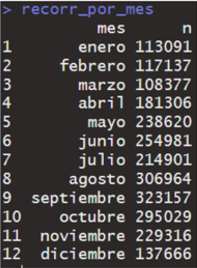 > recorr_por_mes
mes n
1 enero 113091
2 febrero 117137
3 marzo 108377
4 abril 181306
5 mayo 238620
6 junio 254981
7 julio 214901
8 agosto 306964
9 septiembre 323157
10 octubre 295029
11 noviembre 229316
12 diciembre 137666